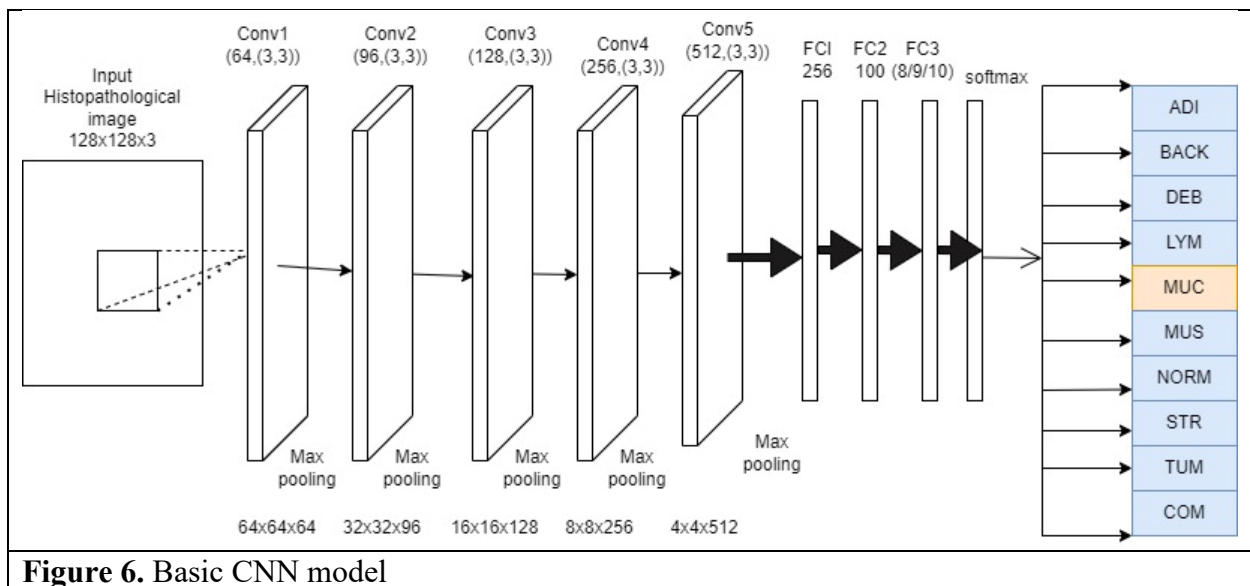 Input
Histopathological
image
128x128x3
Conv1
(64,(3,3))
Conv2
(96,(3,3))
Conv3
(128,(3,3))
Conv4
(256,(3,3))
Conv5
(512,(3,3))
FCl
256
FC2
100
FC3
(8/9/10)
softmax
Max
pooling
Max
pooling
Max
pooling
Max
pooling
Max
pooling
64x64x64
32x32x96
16x16x128
8x8x256
4x4x512
ADI
BACK
DEB
LYM
MUC
MUS
NORM
STR
TUM
COM
Figure 6. Basic CNN model